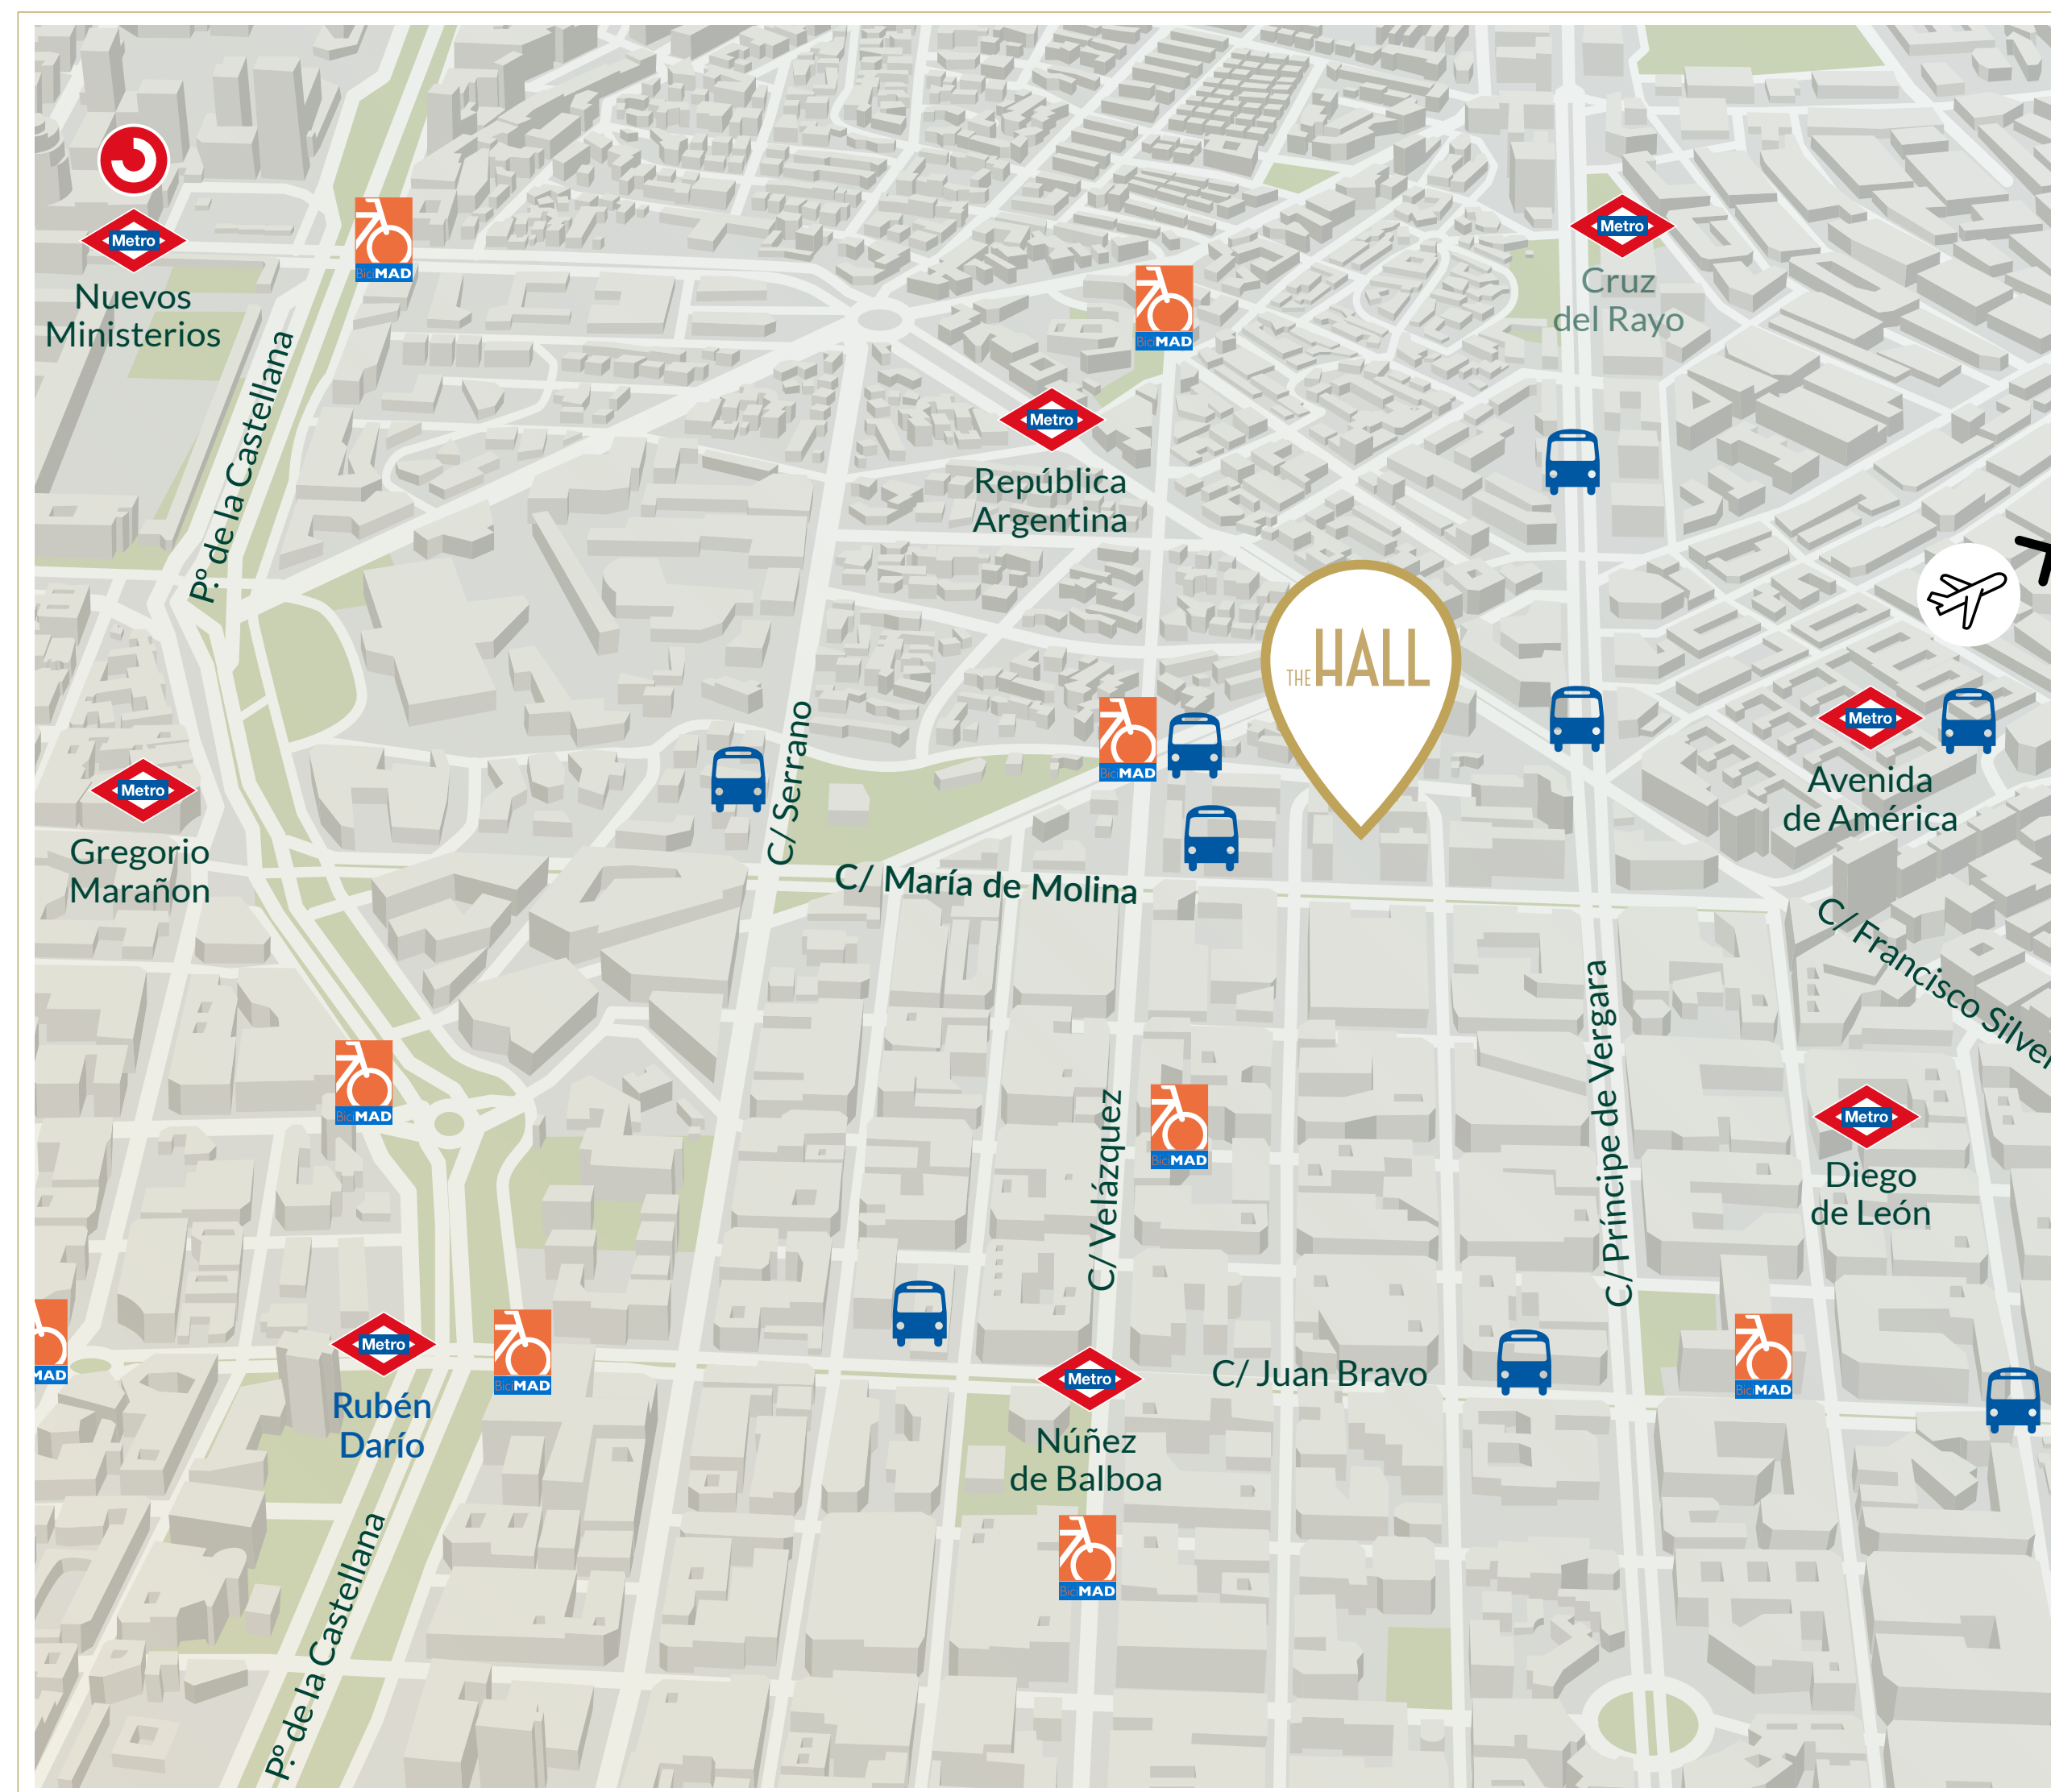 Metro
Nuevos
Ministerios
BiciMAD
Metro
Cruz
del Rayo
BiciMAD
Pº. de la Castellana
Metro
República
Argentina
THE HALL
Metro
Avenida
de América
BiciMAD
C/ Serrano
Metro
Gregorio
Marañon
C/ María de Molina
C/ Francisco Silve
C/ Príncipe de Vergara
BiciMAD
BiciMAD
C/ Velázquez
Metro
Diego
de León
MAD
Metro
Rubén
Darío
BiciMAD
Metro
Núñez
de Balboa
C/ Juan Bravo
BiciMAD
BiciMAD
Pº. de la Castellana